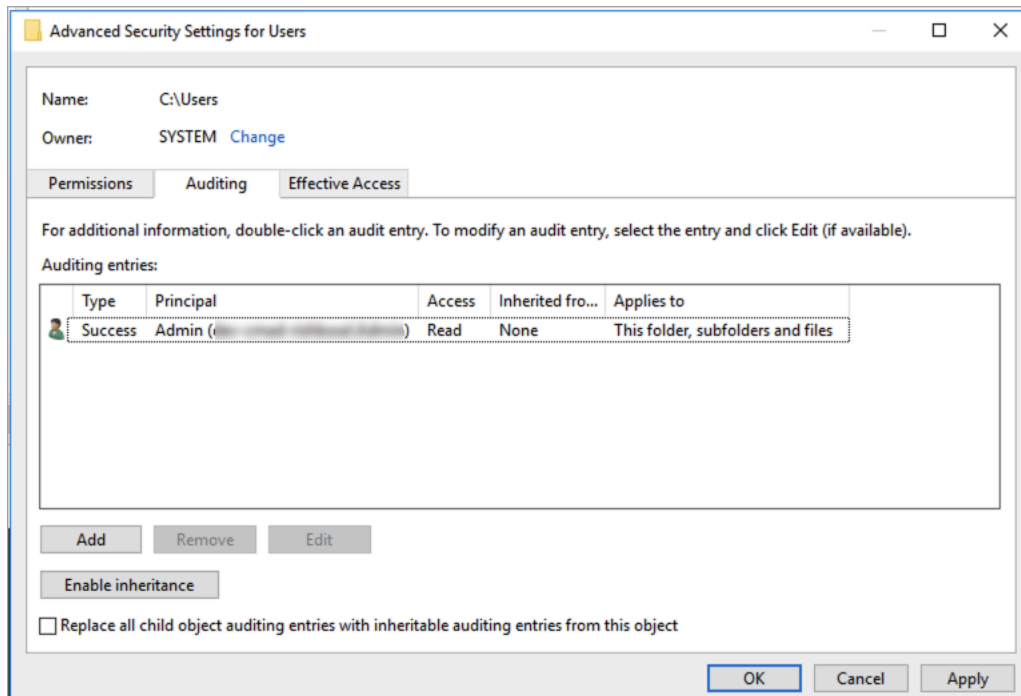 Advanced Security Settings for Users
Name: C:\Users
Owner: SYSTEM Change
Permissions Auditing Effective Access
For additional information, double-click an audit entry. To modify an audit entry, select the entry and click Edit (if available).
Auditing entries:
Type Principal Access Inherited fro... Applies to
Success Admin ( ) Read None This folder, subfolders and files
Add Remove Edit
Enable inheritance
Replace all child object auditing entries with inheritable auditing entries from this object
OK Cancel Apply